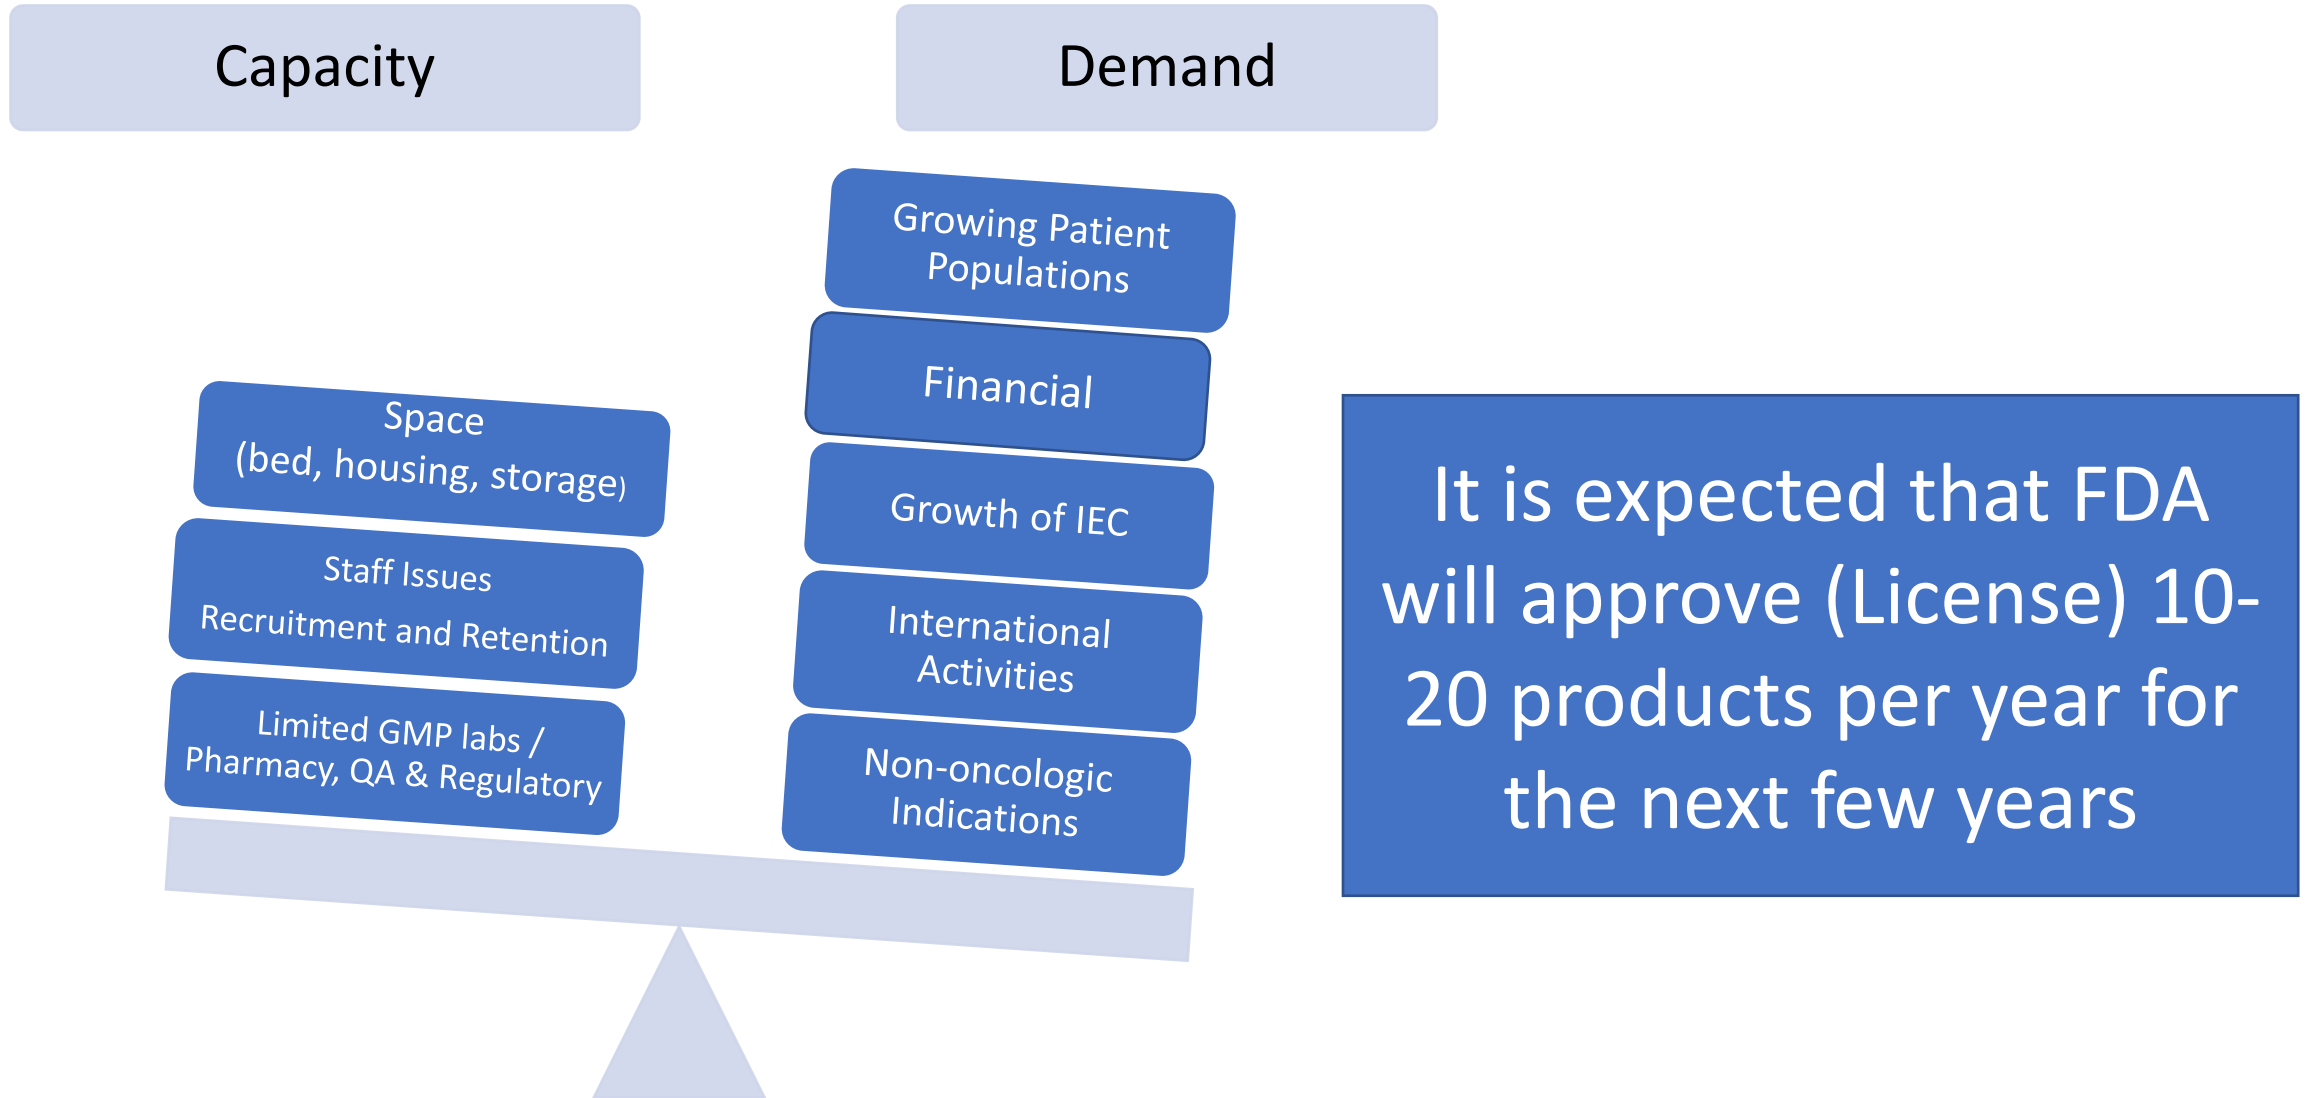 Capacity
Demand
Space
(bed, housing, storage)
Staff Issues
Recruitment and Retention
Limited GMP labs /
Pharmacy, QA & Regulatory
Growing Patient
Populations
Financial
Growth of IEC
International
Activities
Non-oncologic
Indications
It is expected that FDA
will approve (License) 10-
20 products per year for
the next few years